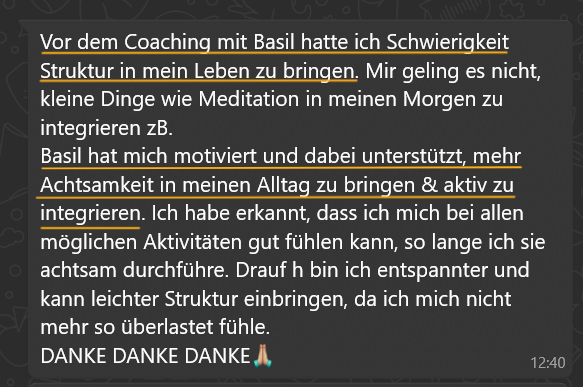 Vor dem Coaching mit Basil hatte ich Schwierigkeit
Struktur in mein Leben zu bringen. Mir geling es nicht,
kleine Dinge wie Meditation in meinen Morgen zu
integrieren zB.
Basil hat mich motiviert und dabei unterstützt, mehr
Achtsamkeit in meinen Alltag zu bringen & aktiv zu
integrieren. Ich habe erkannt, dass ich mich bei allen
möglichen Aktivitäten gut fühlen kann, so lange ich sie
achtsam durchführe. Drauf h bin ich entspannter und
kann leichter Struktur einbringen, da ich mich nicht
mehr so überlastet fühle.
DANKE DANKE DANKE🙏🏼
12:40